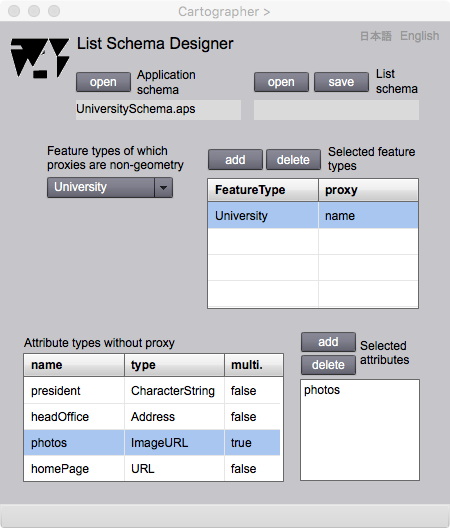 Cartographer >
日本語 English
List Schema Designer
open Application schema open save List schema
UniversitySchema.aps
Feature types of which
proxies are non-geometry
University
add delete Selected feature types
FeatureType proxy
University name
Attribute types without proxy
name type multi.
president CharacterString false
headOffice Address false
photos ImageURL true
homePage URL false
add
delete
Selected
attributes
photos